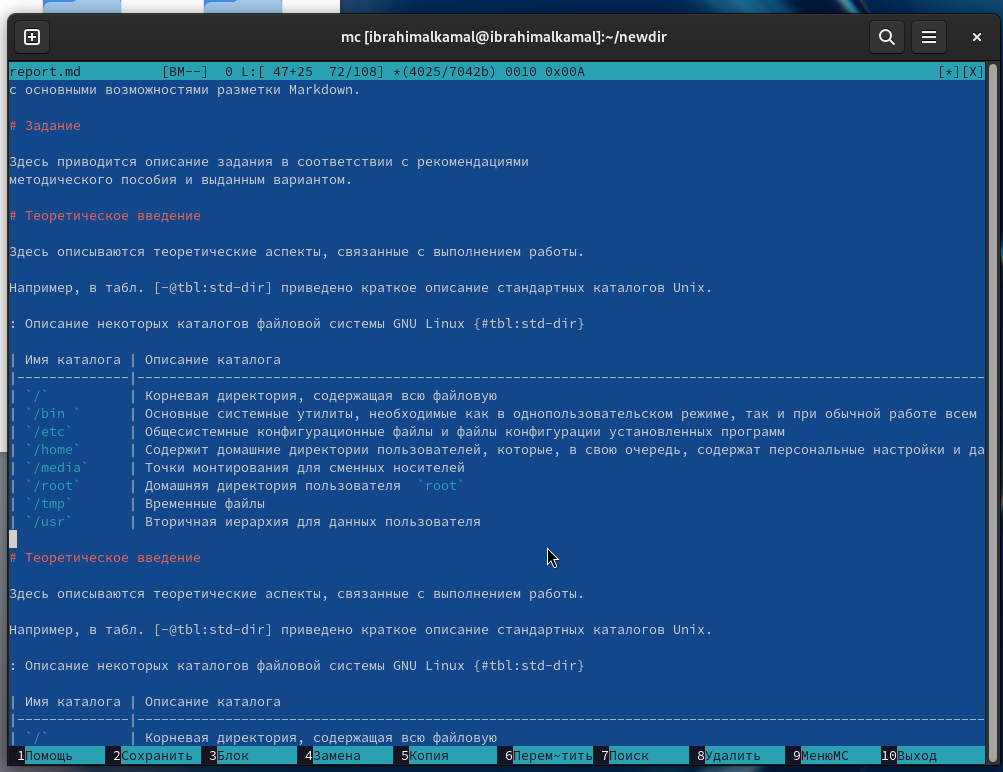 mc [ibrahimalkamal@ibrahimalkamal]:~/newdir
report.md [BM--] 0 L:[ 47+25 72/108] *(4025/7042b) 0010 0x00A [*][X]
с основными возможностями разметки Markdown.
# Задание
Здесь приводится описание задания в соответствии с рекомендациями
методического пособия и выданным вариантом.
# Теоретическое введение
Здесь описываются теоретические аспекты, связанные с выполнением работы.
Например, в табл. [-@tbl:std-dir] приведено краткое описание стандартных каталогов Unix.
: Описание некоторых каталогов файловой системы GNU Linux {#tbl:std-dir}
| Имя каталога | Описание каталога
|--------------|----------------------------------------------------------------------------------------------------------
| `/` | Корневая директория, содержащая всю файловую
| `/bin ` | Основные системные утилиты, необходимые как в однопользовательском режиме, так и при обычной работе всем
| `/etc` | Общесистемные конфигурационные файлы и файлы конфигурации установленных программ
| `/home` | Содержит домашние директории пользователей, которые, в свою очередь, содержат персональные настройки и да
| `/media` | Точки монтирования для сменных носителей
| `/root` | Домашняя директория пользователя `root`
| `/tmp` | Временные файлы
| `/usr` | Вторичная иерархия для данных пользователя
# Теоретическое введение
Здесь описываются теоретические аспекты, связанные с выполнением работы.
Например, в табл. [-@tbl:std-dir] приведено краткое описание стандартных каталогов Unix.
: Описание некоторых каталогов файловой системы GNU Linux {#tbl:std-dir}
| Имя каталога | Описание каталога
|--------------|----------------------------------------------------------------------------------------------------------
| `/` | Корневая директория, содержащая всю файловую
1Помощь 2Сохранить 3Блок 4Замена 5Копия 6Перем~тить 7Поиск 8Удалить 9МенюMC 10Выход